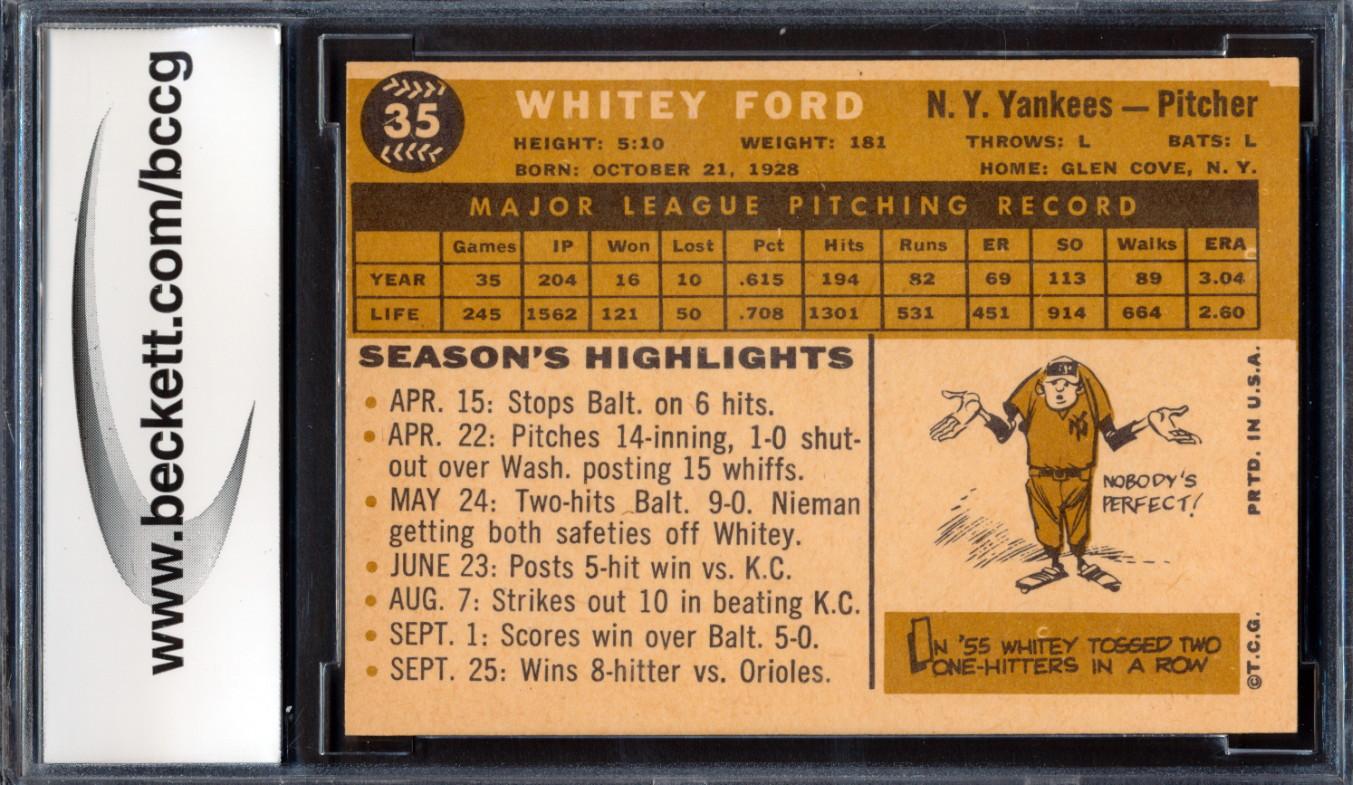 www.beckett.com/bccg
35
WHITEY FORD
N. Y. Yankees — Pitcher
HEIGHT: 5:10 WEIGHT: 181 THROWS: L BATS: L
BORN: OCTOBER 21, 1928 HOME: GLEN COVE, N. Y.
MAJOR LEAGUE PITCHING RECORD
Games IP Won Lost Pct Hits Runs ER SO Walks ERA
YEAR 35 204 16 10 .615 194 82 69 113 89 3.04
LIFE 245 1562 121 50 .708 1301 531 451 914 664 2.60
SEASON'S HIGHLIGHTS
• APR. 15: Stops Balt. on 6 hits.
• APR. 22: Pitches 14-inning, 1-0 shut-
out over Wash. posting 15 whiffs.
• MAY 24: Two-hits Balt. 9-0. Nieman
getting both safeties off Whitey.
• JUNE 23: Posts 5-hit win vs. K.C.
• AUG. 7: Strikes out 10 in beating K.C.
• SEPT. 1: Scores win over Balt. 5-0.
• SEPT. 25: Wins 8-hitter vs. Orioles.
NY
NOBODY'S
PERFECT!
IN '55 WHITEY TOSSED TWO
ONE-HITTERS IN A ROW
©T.C.G. PRTD. IN U.S.A.